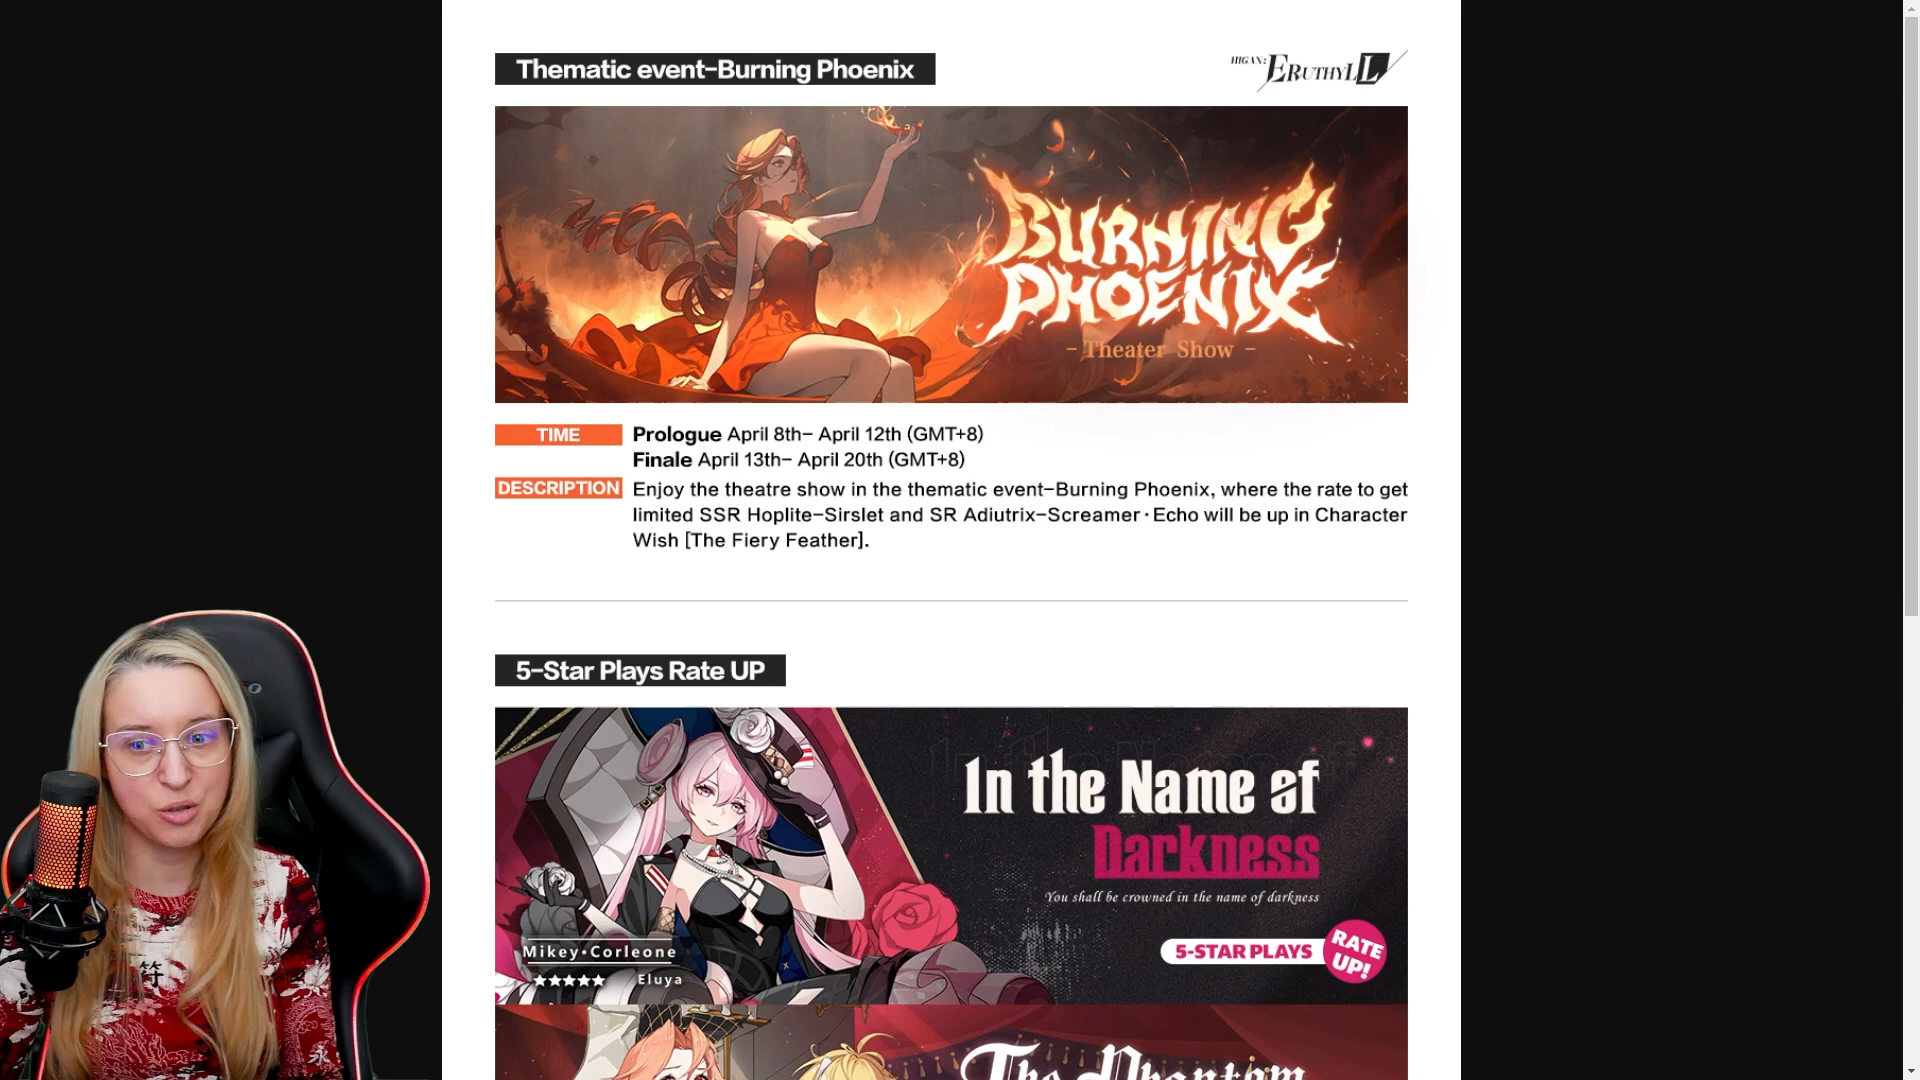 Thematic event-Burning Phoenix
HIGAN: ERUTHYLL
BURNING
PHOENIX
- Theater Show -
TIME
Prologue April 8th- April 12th (GMT+8)
Finale April 13th- April 20th (GMT+8)
DESCRIPTION
Enjoy the theatre show in the thematic event-Burning Phoenix, where the rate to get
limited SSR Hoplite-Sirslet and SR Adiutrix-Screamer·Echo will be up in Character
Wish [The Fiery Feather].
5-Star Plays Rate UP
In the Name of
Darkness
You shall be crowned in the name of darkness
5-STAR PLAYS
RATE
UP!
Mikey•Corleone
★★★★★ Eluya
The Phantom
符
永